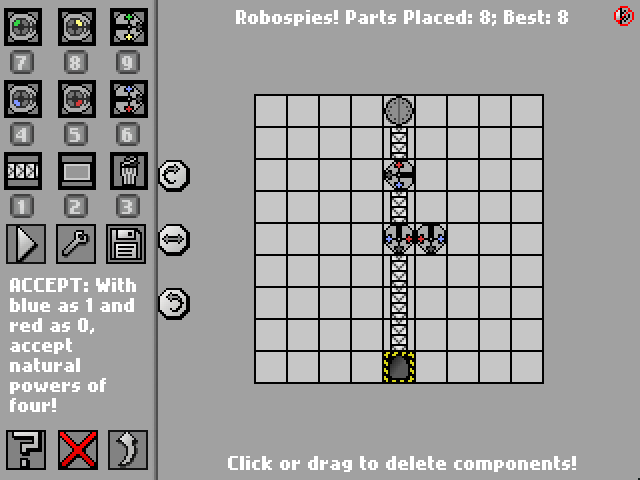 Robospies! Parts Placed: 8; Best: 8
7 8 9
4 5 6
1 2 3
ACCEPT: With
blue as 1 and
red as 0,
accept
natural
powers of
four!
?
Click or drag to delete components!